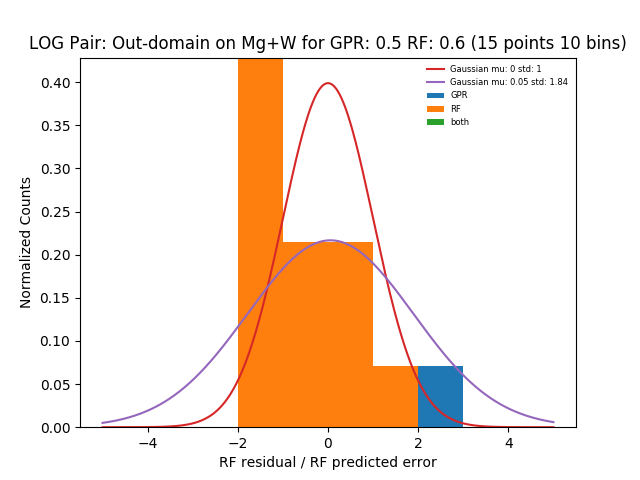 LOG Pair: Out-domain on Mg+W for GPR: 0.5 RF: 0.6 (15 points 10 bins)
Gaussian mu: 0 std: 1
Gaussian mu: 0.05 std: 1.84
GPR
RF
both
0.40
0.35
0.30
0.25
0.20
0.15
0.10
0.05
0.00
Normalized Counts
−4 −2 0 2 4
RF residual / RF predicted error